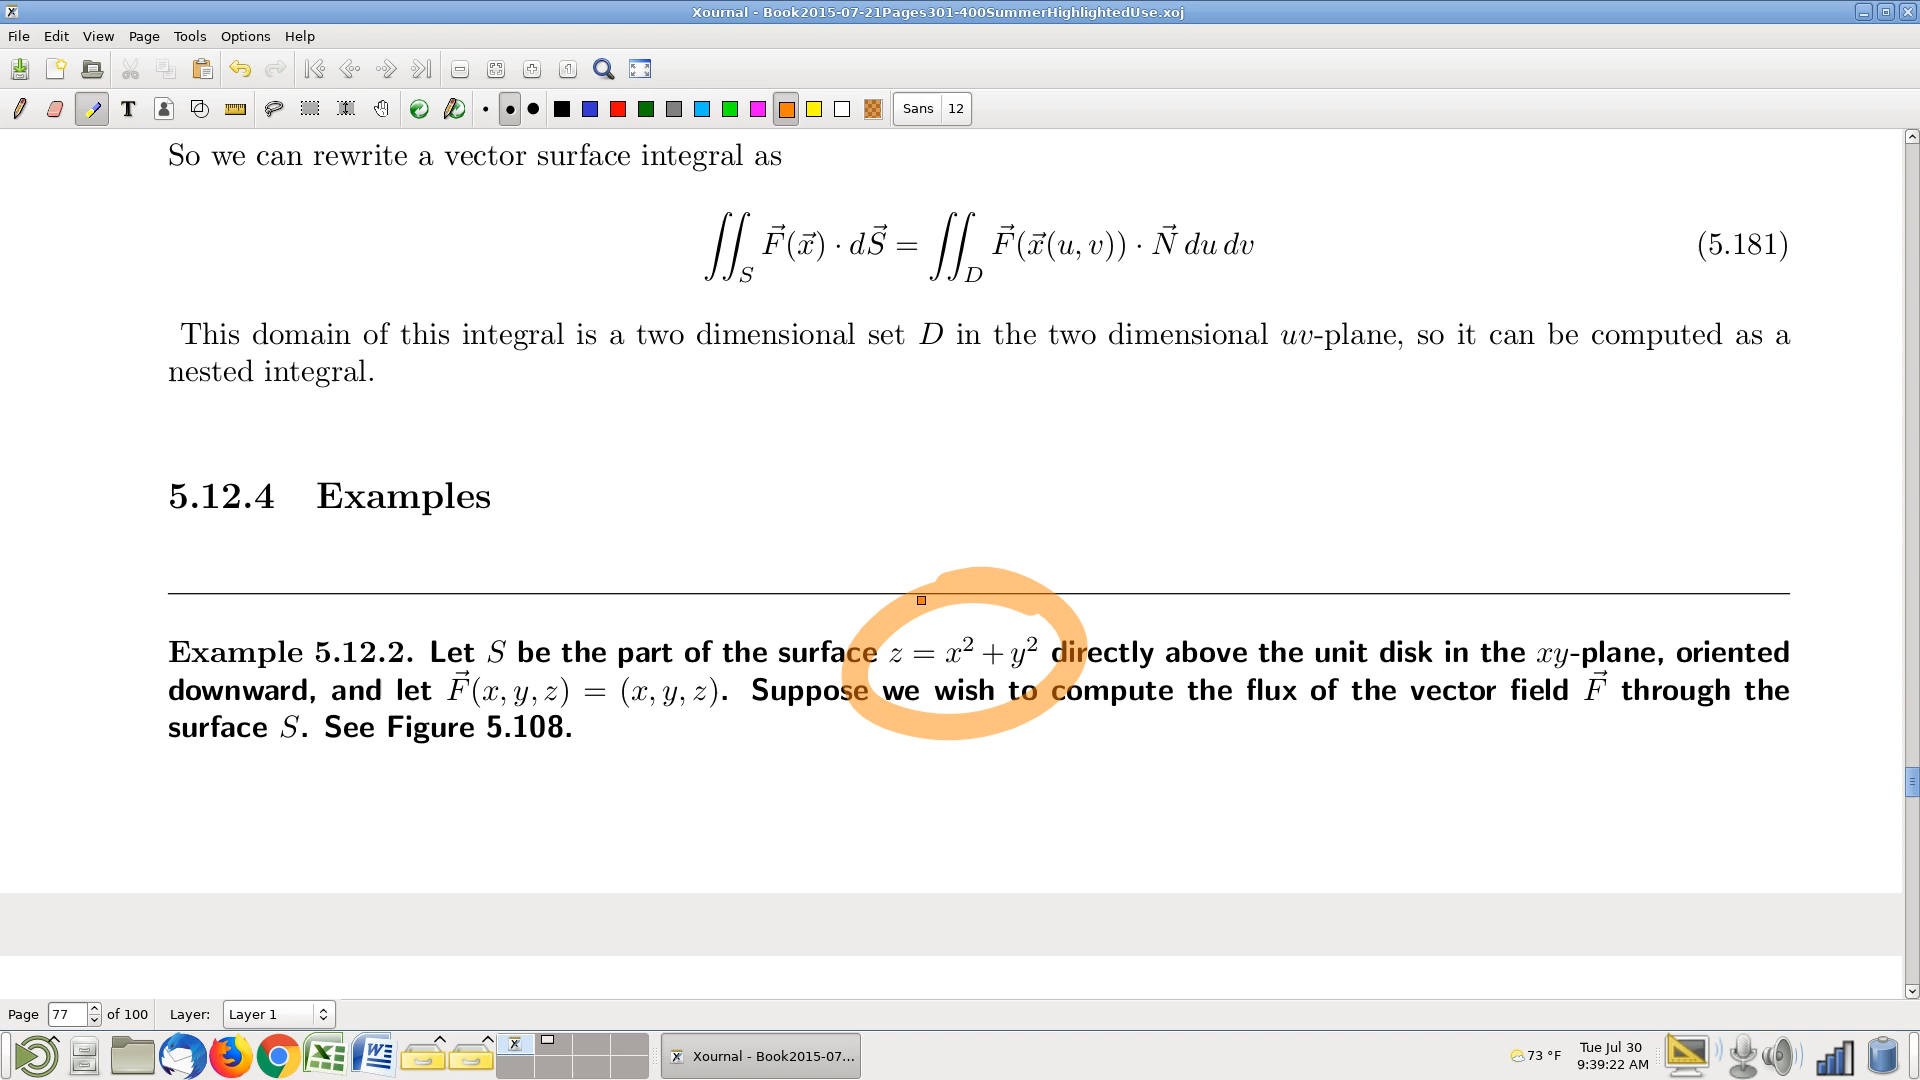 Xournal - Book2015-07-21Pages301-400SummerHighlightedUse.xoj
File Edit View Page Tools Options Help
T Sans 12
So we can rewrite a vector surface integral as
∬_S F⃗(x⃗) · dS⃗ = ∬_D F⃗(x⃗(u, v)) · N⃗ du dv (5.181)
This domain of this integral is a two dimensional set D in the two dimensional uv-plane, so it can be computed as a
nested integral.
5.12.4 Examples
Example 5.12.2. Let S be the part of the surface z = x² + y² directly above the unit disk in the xy-plane, oriented
downward, and let F⃗(x, y, z) = (x, y, z). Suppose we wish to compute the flux of the vector field F⃗ through the
surface S. See Figure 5.108.
Page 77 of 100 Layer: Layer 1
Xournal - Book2015-07...
73 °F
Tue Jul 30
9:39:22 AM